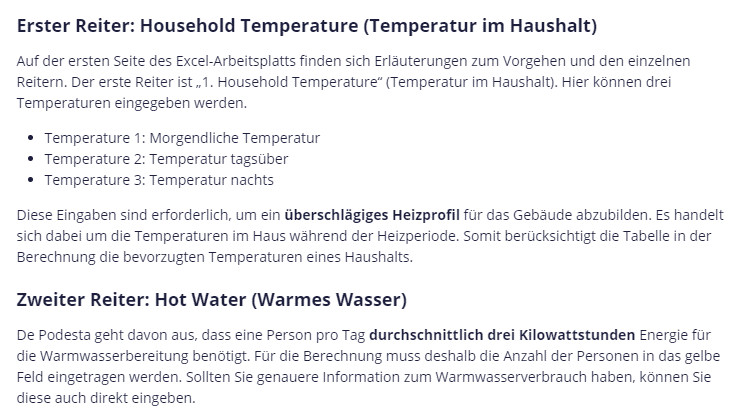 Erster Reiter: Household Temperature (Temperatur im Haushalt)
Auf der ersten Seite des Excel-Arbeitsplatts finden sich Erläuterungen zum Vorgehen und den einzelnen
Reitern. Der erste Reiter ist „1. Household Temperature“ (Temperatur im Haushalt). Hier können drei
Temperaturen eingegeben werden.
• Temperature 1: Morgendliche Temperatur
• Temperature 2: Temperatur tagsüber
• Temperature 3: Temperatur nachts
Diese Eingaben sind erforderlich, um ein überschlägiges Heizprofil für das Gebäude abzubilden. Es handelt
sich dabei um die Temperaturen im Haus während der Heizperiode. Somit berücksichtigt die Tabelle in der
Berechnung die bevorzugten Temperaturen eines Haushalts.
Zweiter Reiter: Hot Water (Warmes Wasser)
De Podesta geht davon aus, dass eine Person pro Tag durchschnittlich drei Kilowattstunden Energie für
die Warmwasserbereitung benötigt. Für die Berechnung muss deshalb die Anzahl der Personen in das gelbe
Feld eingetragen werden. Sollten Sie genauere Information zum Warmwasserverbrauch haben, können Sie
diese auch direkt eingeben.